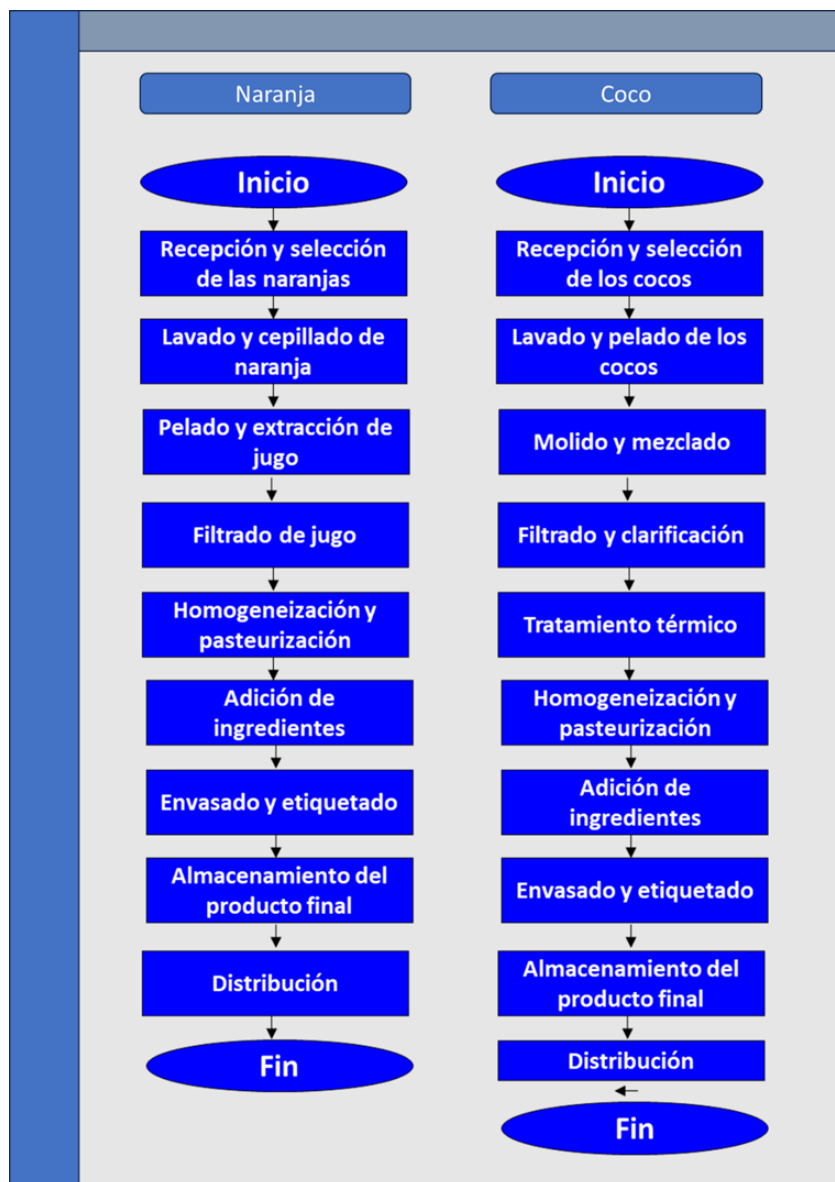 Naranja
Inicio
Recepción y selección
de las naranjas
Lavado y cepillado de
naranja
Pelado y extracción de
jugo
Filtrado de jugo
Homogeneización y
pasteurización
Adición de
ingredientes
Envasado y etiquetado
Almacenamiento del
producto final
Distribución
Fin
Coco
Inicio
Recepción y selección
de los cocos
Lavado y pelado de los
cocos
Molido y mezclado
Filtrado y clarificación
Tratamiento térmico
Homogeneización y
pasteurización
Adición de
ingredientes
Envasado y etiquetado
Almacenamiento del
producto final
Distribución
Fin